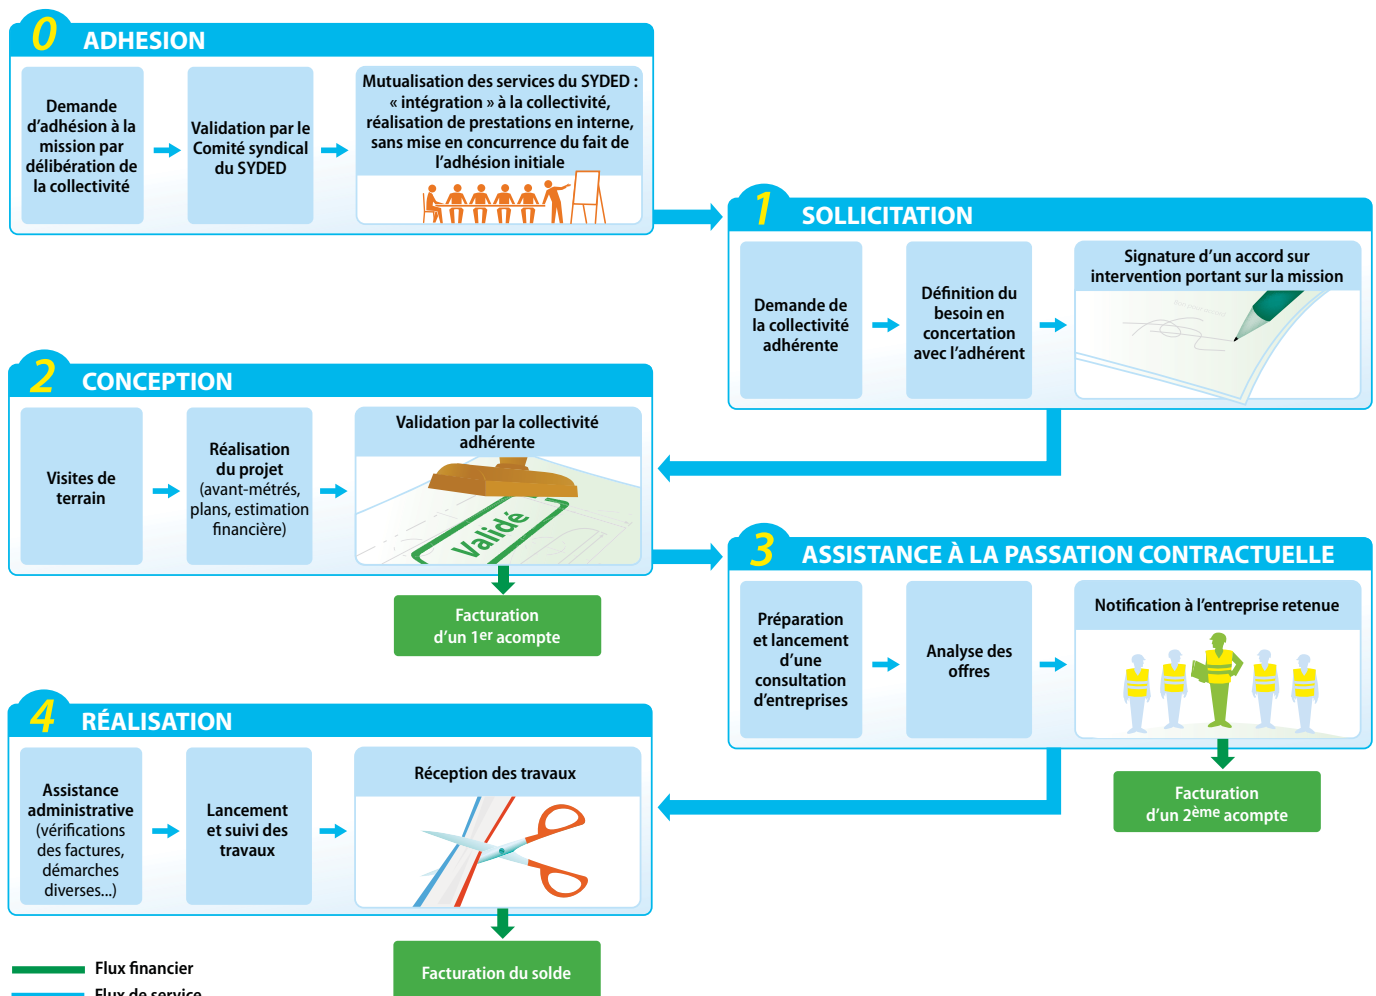 0 ADHESION
Demande
d'adhésion à la
mission par
délibération de
la collectivité
Validation par le
Comité syndical
du SYDED
Mutualisation des services du SYDED :
« intégration » à la collectivité,
réalisation de prestations en interne,
sans mise en concurrence du fait de
l'adhésion initiale
1 SOLLICITATION
Demande de
la collectivité
adhérente
Définition du
besoin en
concertation
avec l'adhérent
Signature d'un accord sur
intervention portant sur la mission
2 CONCEPTION
Visites de
terrain
Réalisation
du projet
(avant-métrés,
plans, estimation
financière)
Validation par la collectivité
adhérente
Validé
Facturation
d'un 1er acompte
3 ASSISTANCE À LA PASSATION CONTRACTUELLE
Préparation
et lancement
d'une
consultation
d'entreprises
Analyse des
offres
Notification à l'entreprise retenue
Facturation
d'un 2ème acompte
4 RÉALISATION
Assistance
administrative
(vérifications
des factures,
démarches
diverses...)
Lancement
et suivi des
travaux
Réception des travaux
Facturation du solde
Flux financier
Flux de service